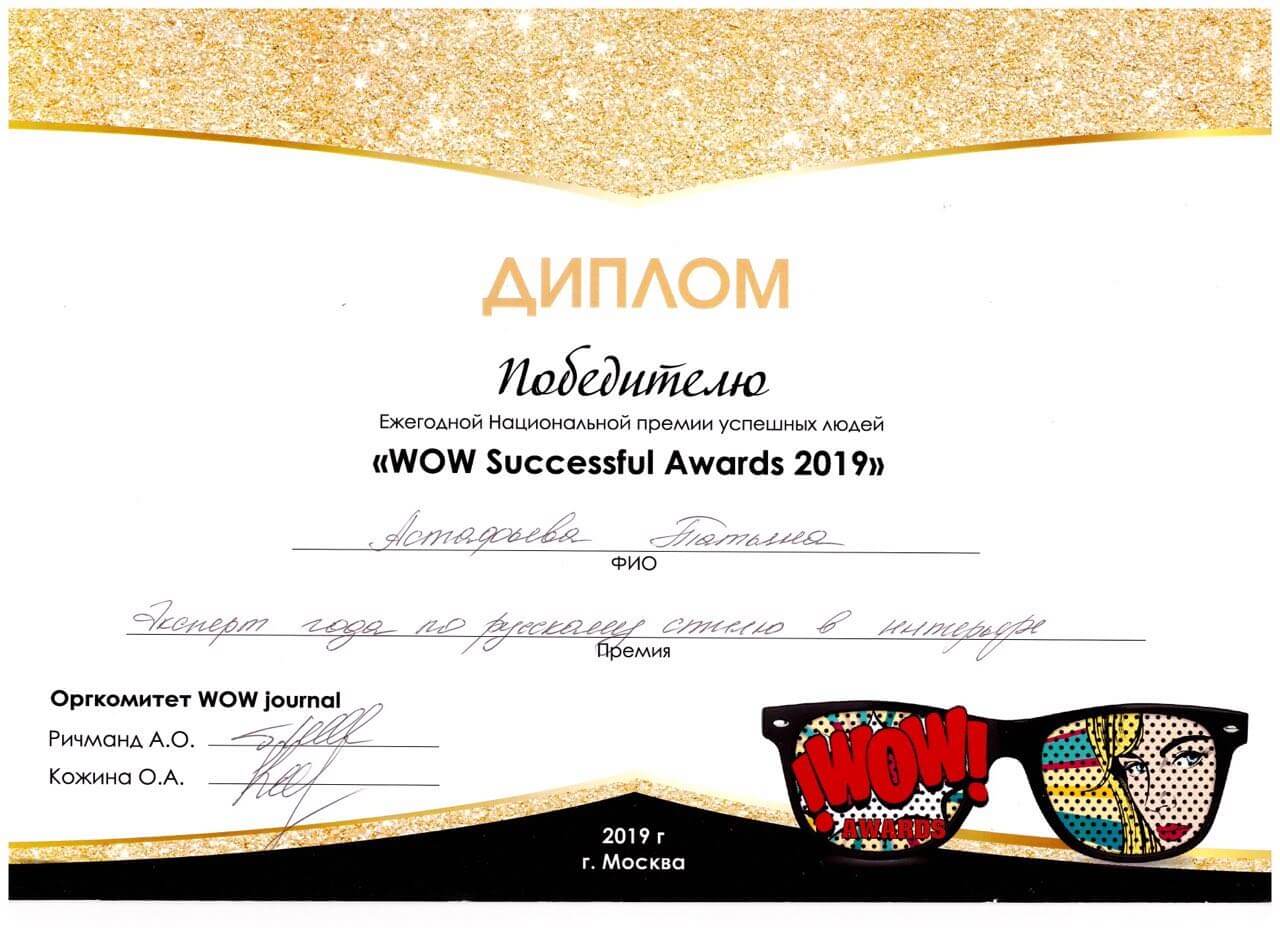 ДИПЛОМ
Победителю
Ежегодной Национальной премии успешных людей
«WOW Successful Awards 2019»
Астафьева Татьяна
ФИО
Эксперт года по русскому стилю в интерьере
Премия
Оргкомитет WOW journal
Ричманд А.О.
Кожина О.А.
!WOW!
AWARDS
2019 г
г. Москва